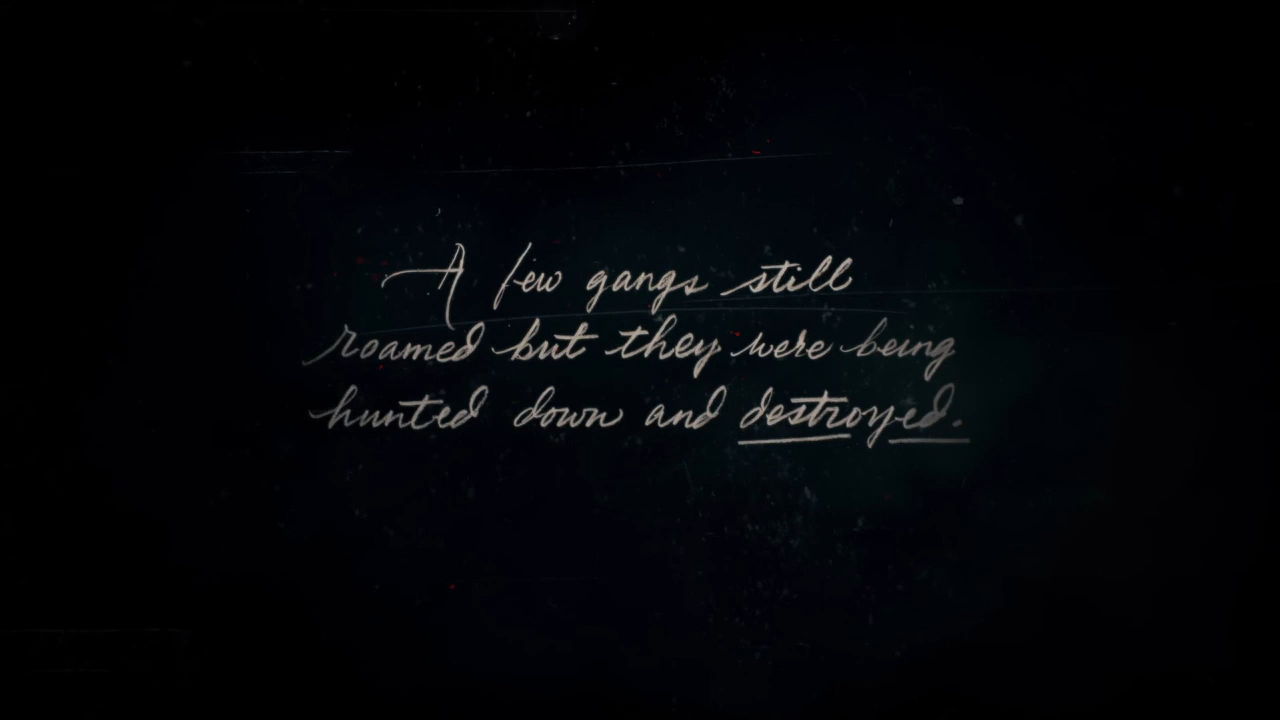 A few gangs still
roamed but they were being
hunted down and destroyed.